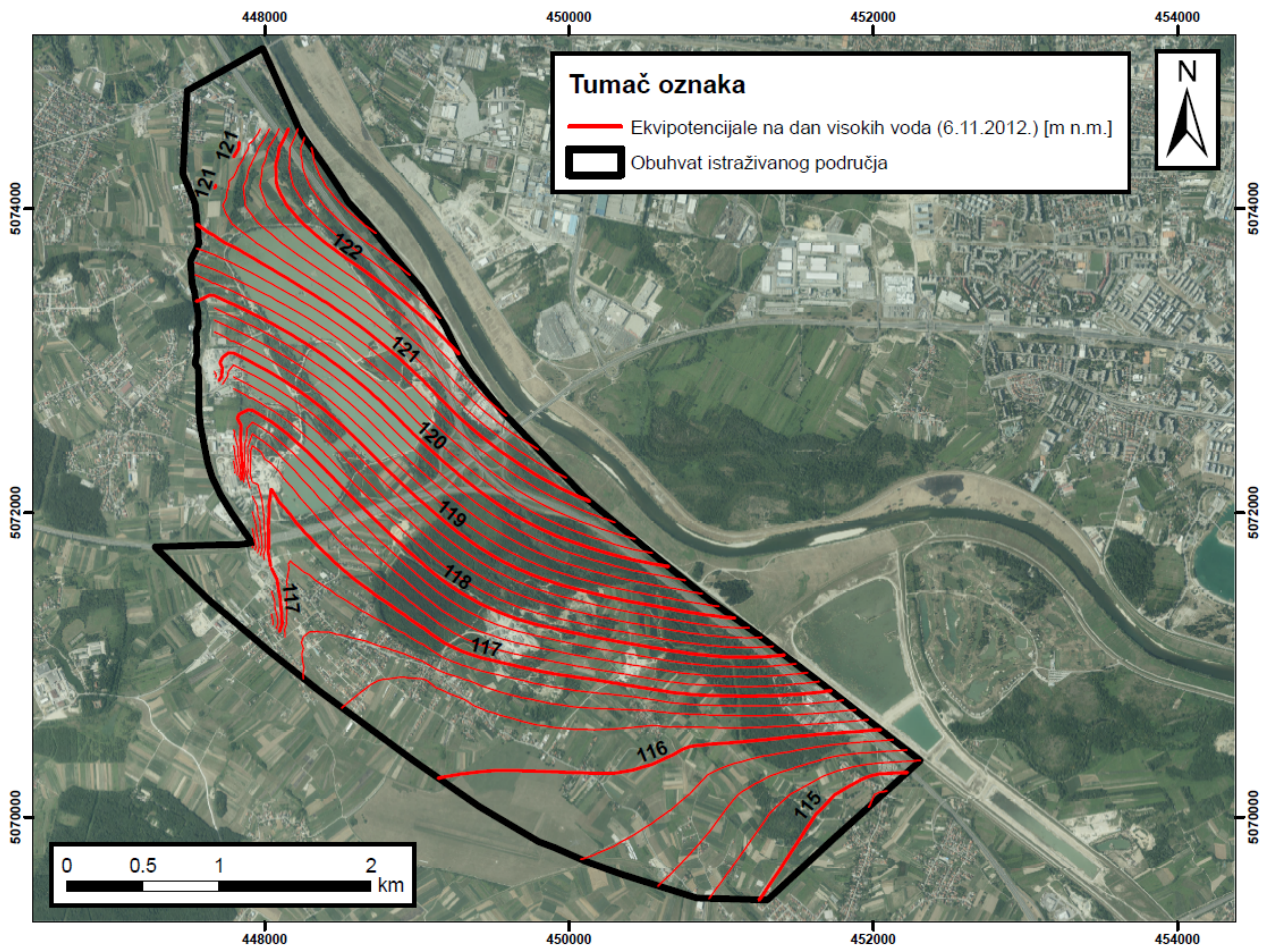 448000 450000 452000 454000
Tumač oznaka
Ekvipotencijale na dan visokih voda (6.11.2012.) [m n.m.]
Obuhvat istraživanog područja
N
121
121
5074000 5074000
122
121
120
119
5072000 5072000
118
117
117
116
115
5070000 5070000
0 0.5 1 2
km
448000 450000 452000 454000